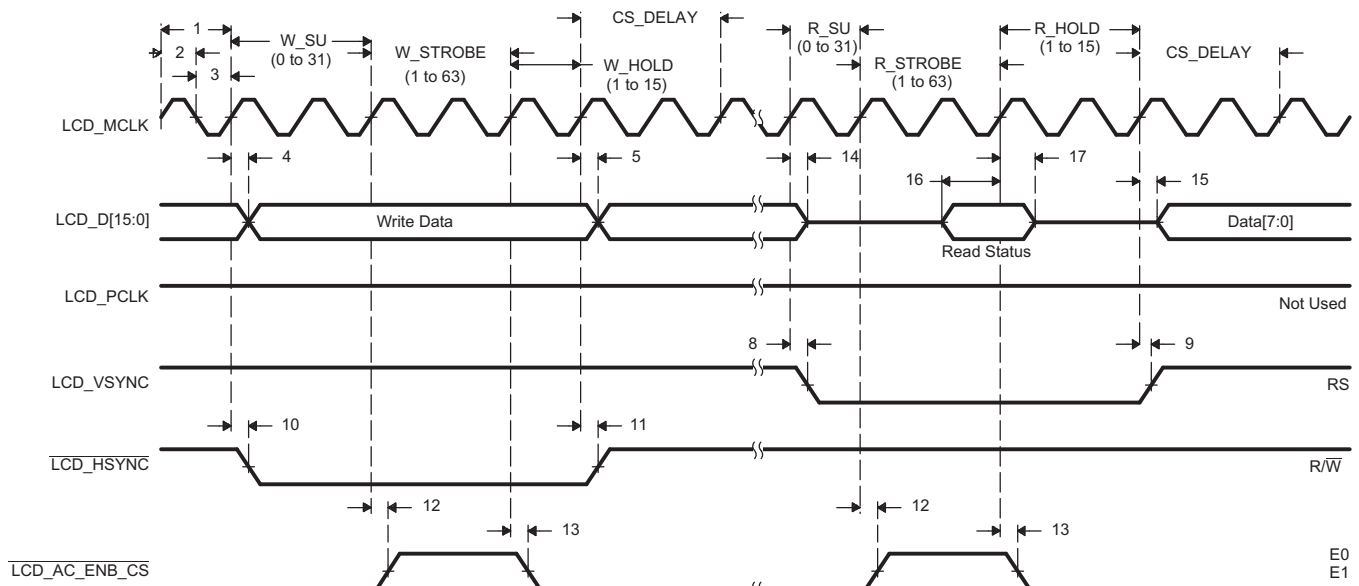 1
CS_DELAY
R_SU
(0 to 31)
R_HOLD
(1 to 15)
2
W_SU
(0 to 31)
W_STROBE
(1 to 63)
W_HOLD
(1 to 15)
R_STROBE
(1 to 63)
CS_DELAY
3
LCD_MCLK
4
5
14
17
16
15
LCD_D[15:0]
Write Data
Data[7:0]
Read Status
LCD_PCLK
Not Used
8
9
LCD_VSYNC
RS
10
11
LCD_HSYNC
R/W
12
13
12
13
LCD_AC_ENB_CS
E0
E1